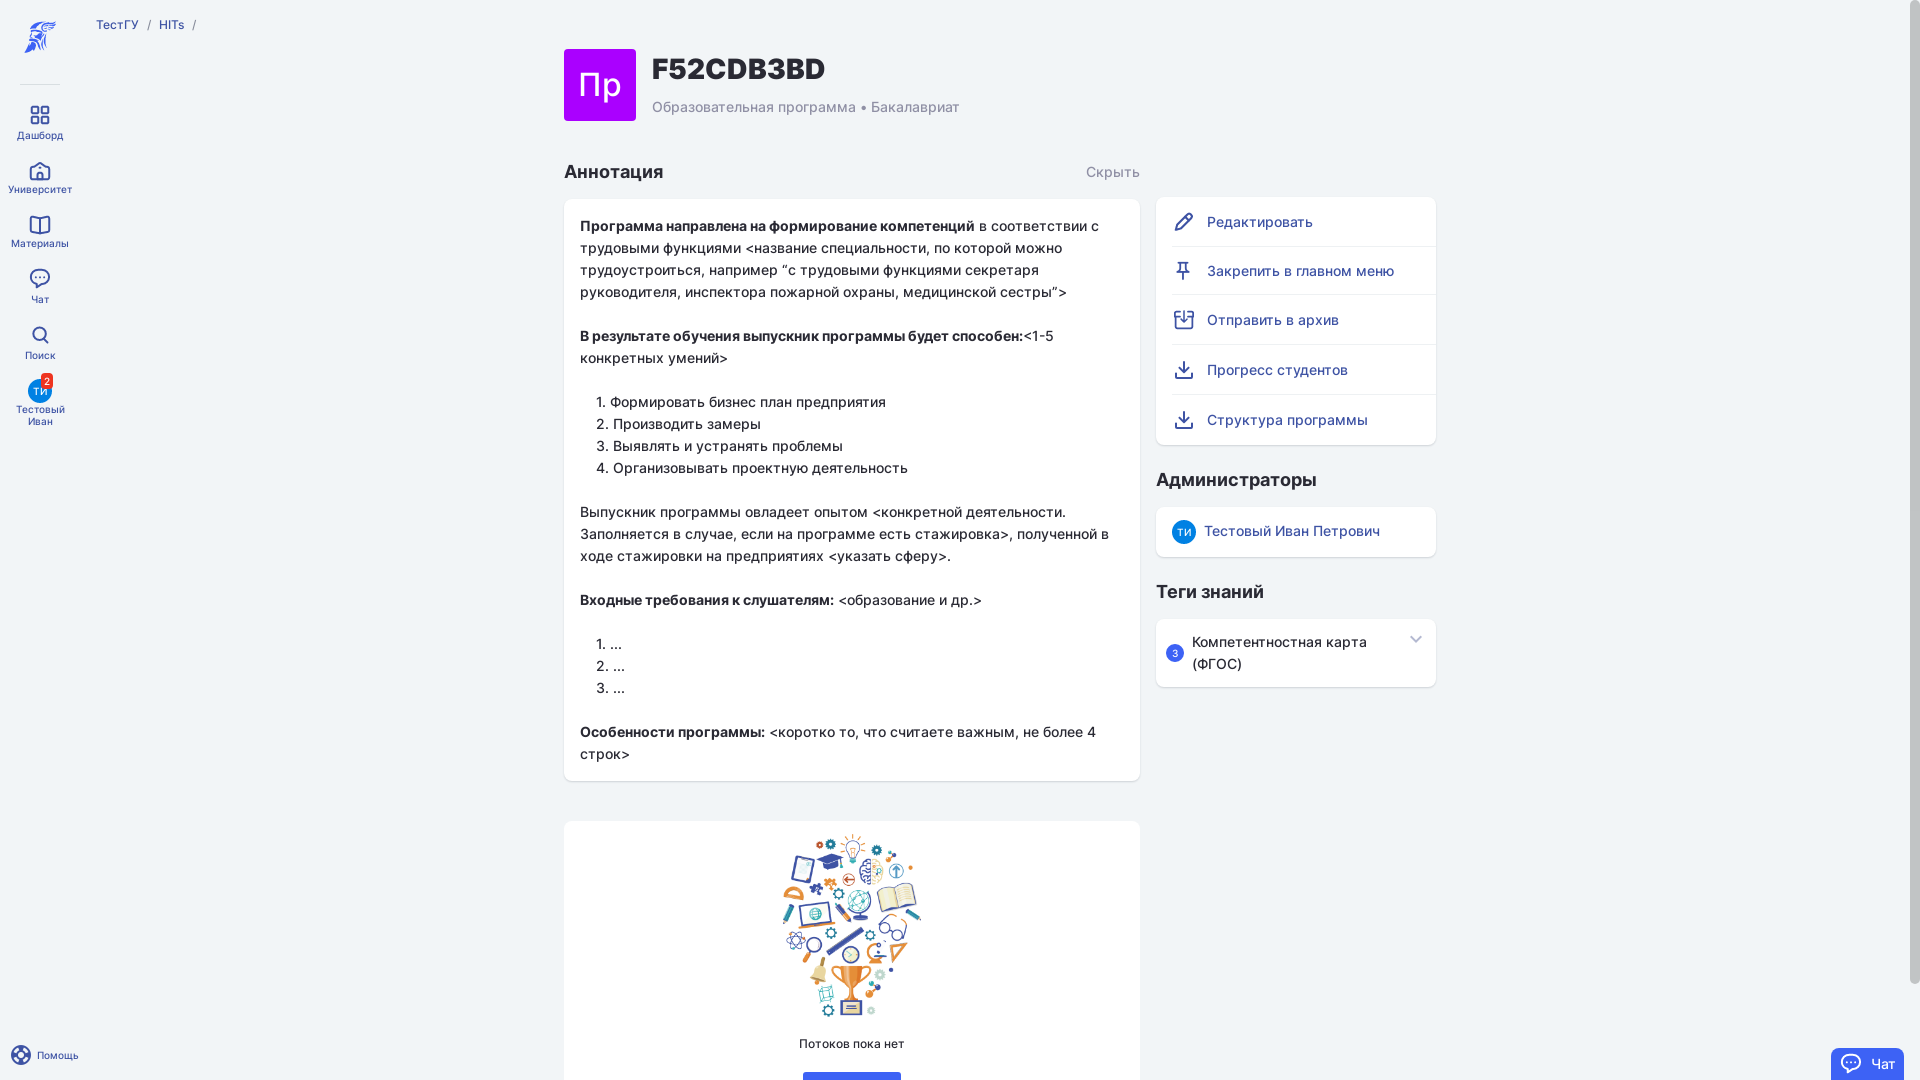 ТестГУ / HITs /
Пр
F52CDB3BD
Образовательная программа • Бакалавриат
Дашборд
Университет
Материалы
Чат
Поиск
ТИ
2
Тестовый
Иван
Помощь
Аннотация
Скрыть
Программа направлена на формирование компетенций в соответствии с
трудовыми функциями <название специальности, по которой можно
трудоустроиться, например “с трудовыми функциями секретаря
руководителя, инспектора пожарной охраны, медицинской сестры”>
В результате обучения выпускник программы будет способен:<1-5
конкретных умений>
1. Формировать бизнес план предприятия
2. Производить замеры
3. Выявлять и устранять проблемы
4. Организовывать проектную деятельность
Выпускник программы овладеет опытом <конкретной деятельности.
Заполняется в случае, если на программе есть стажировка>, полученной в
ходе стажировки на предприятиях <указать сферу>.
Входные требования к слушателям: <образование и др.>
1. ...
2. ...
3. ...
Особенности программы: <коротко то, что считаете важным, не более 4
строк>
Потоков пока нет
Редактировать
Закрепить в главном меню
Отправить в архив
Прогресс студентов
Структура программы
Администраторы
ТИ Тестовый Иван Петрович
Теги знаний
3
Компетентностная карта
(ФГОС)
Чат